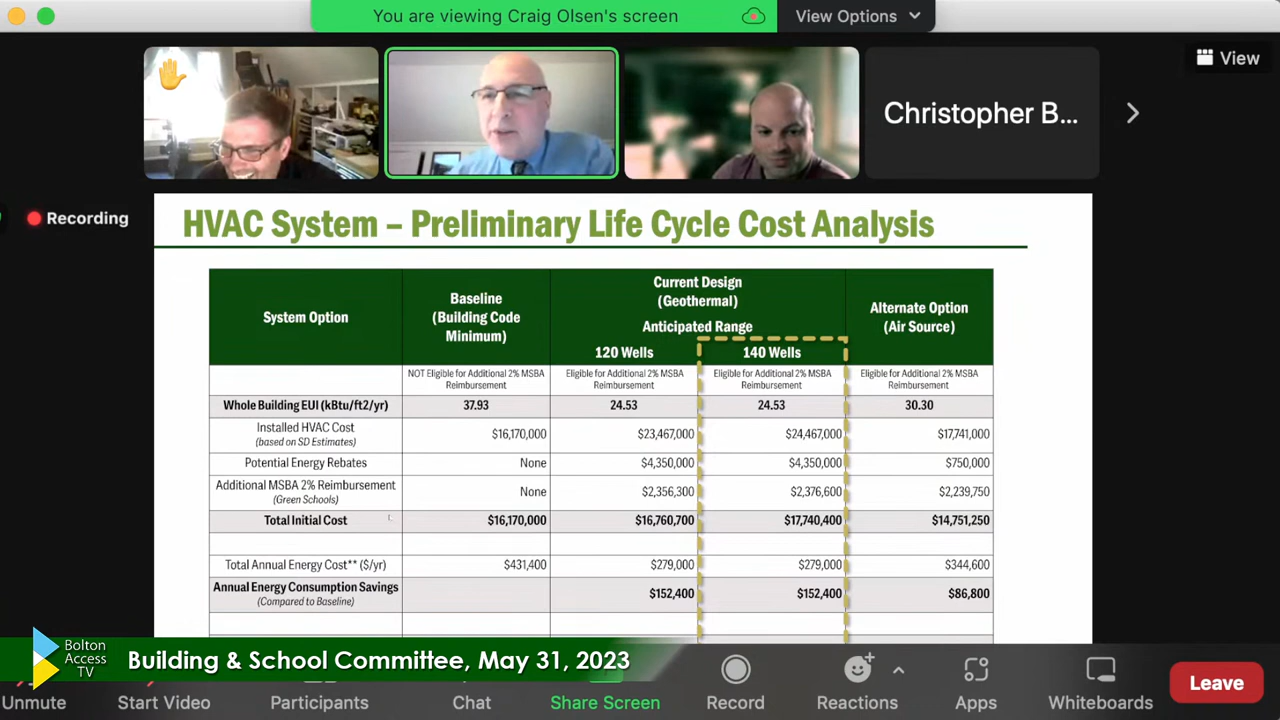 You are viewing Craig Olsen's screen
View Options
View
Christopher B...
Recording
HVAC System – Preliminary Life Cycle Cost Analysis
System Option
Baseline
(Building Code
Minimum)
Current Design
(Geothermal)
Anticipated Range
120 Wells
140 Wells
Alternate Option
(Air Source)
NOT Eligible for Additional 2% MSBA
Reimbursement
Eligible for Additional 2% MSBA
Reimbursement
Eligible for Additional 2% MSBA
Reimbursement
Eligible for Additional 2% MSBA
Reimbursement
Whole Building EUI (kBtu/ft2/yr) 37.93 24.53 24.53 30.30
Installed HVAC Cost
(based on SD Estimates)
$16,170,000 $23,467,000 $24,467,000 $17,741,000
Potential Energy Rebates None $4,350,000 $4,350,000 $750,000
Additional MSBA 2% Reimbursement
(Green Schools)
None $2,356,300 $2,376,600 $2,239,750
Total Initial Cost $16,170,000 $16,760,700 $17,740,400 $14,751,250
Total Annual Energy Cost** ($/yr) $431,400 $279,000 $279,000 $344,600
Annual Energy Consumption Savings
(Compared to Baseline)
$152,400 $152,400 $86,800
Bolton
Access
TV
Building & School Committee, May 31, 2023
Unmute
Start Video
Participants
Chat
Share Screen
Record
Reactions
Apps
Whiteboards
Leave